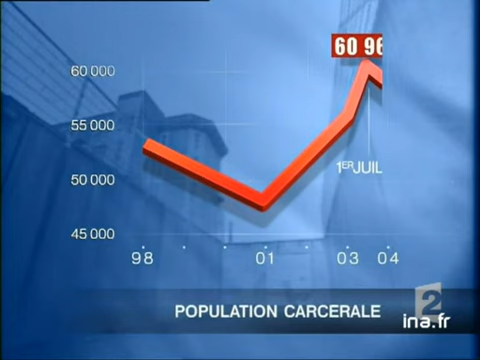 60 96
60 000
55 000
1ER JUIL
50 000
45 000
98 01 03 04
POPULATION CARCERALE
2
ina.fr